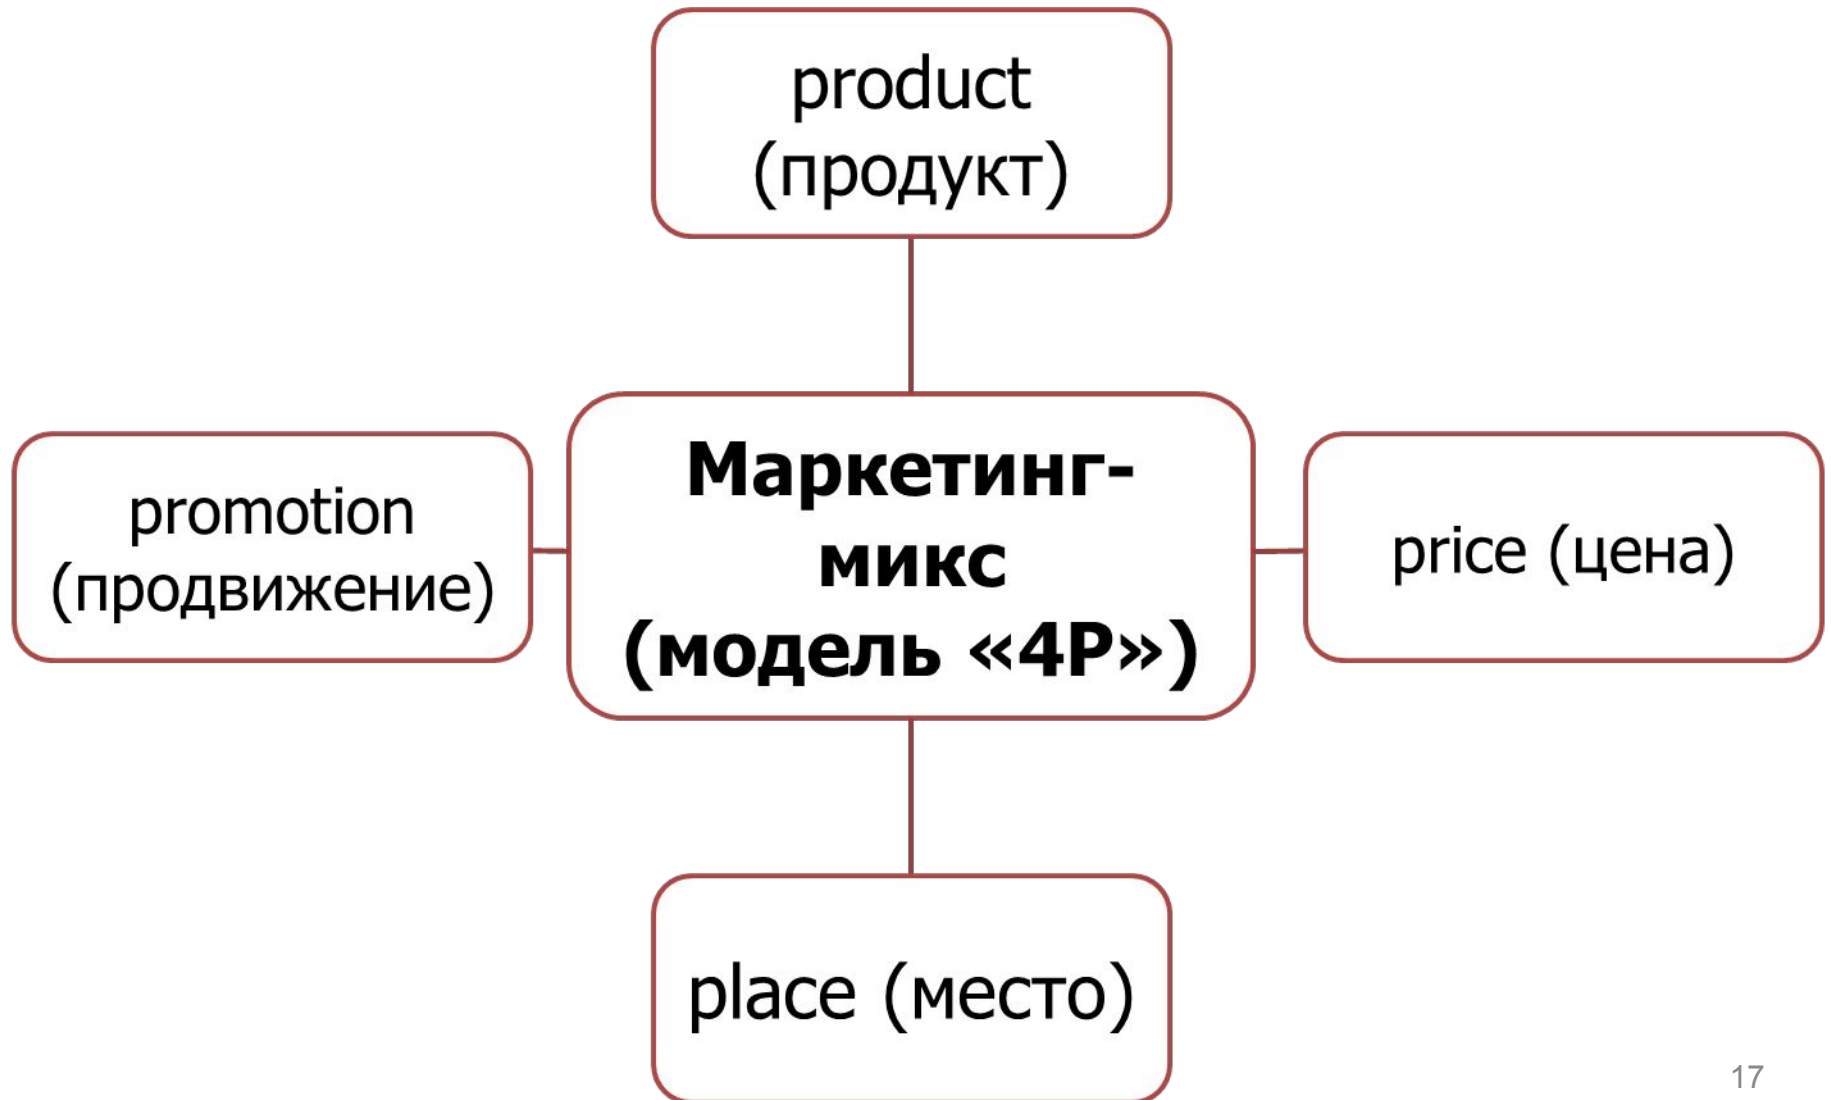 product
(продукт)
promotion
(продвижение)
Маркетинг-
микс
(модель «4P»)
price (цена)
place (место)
17